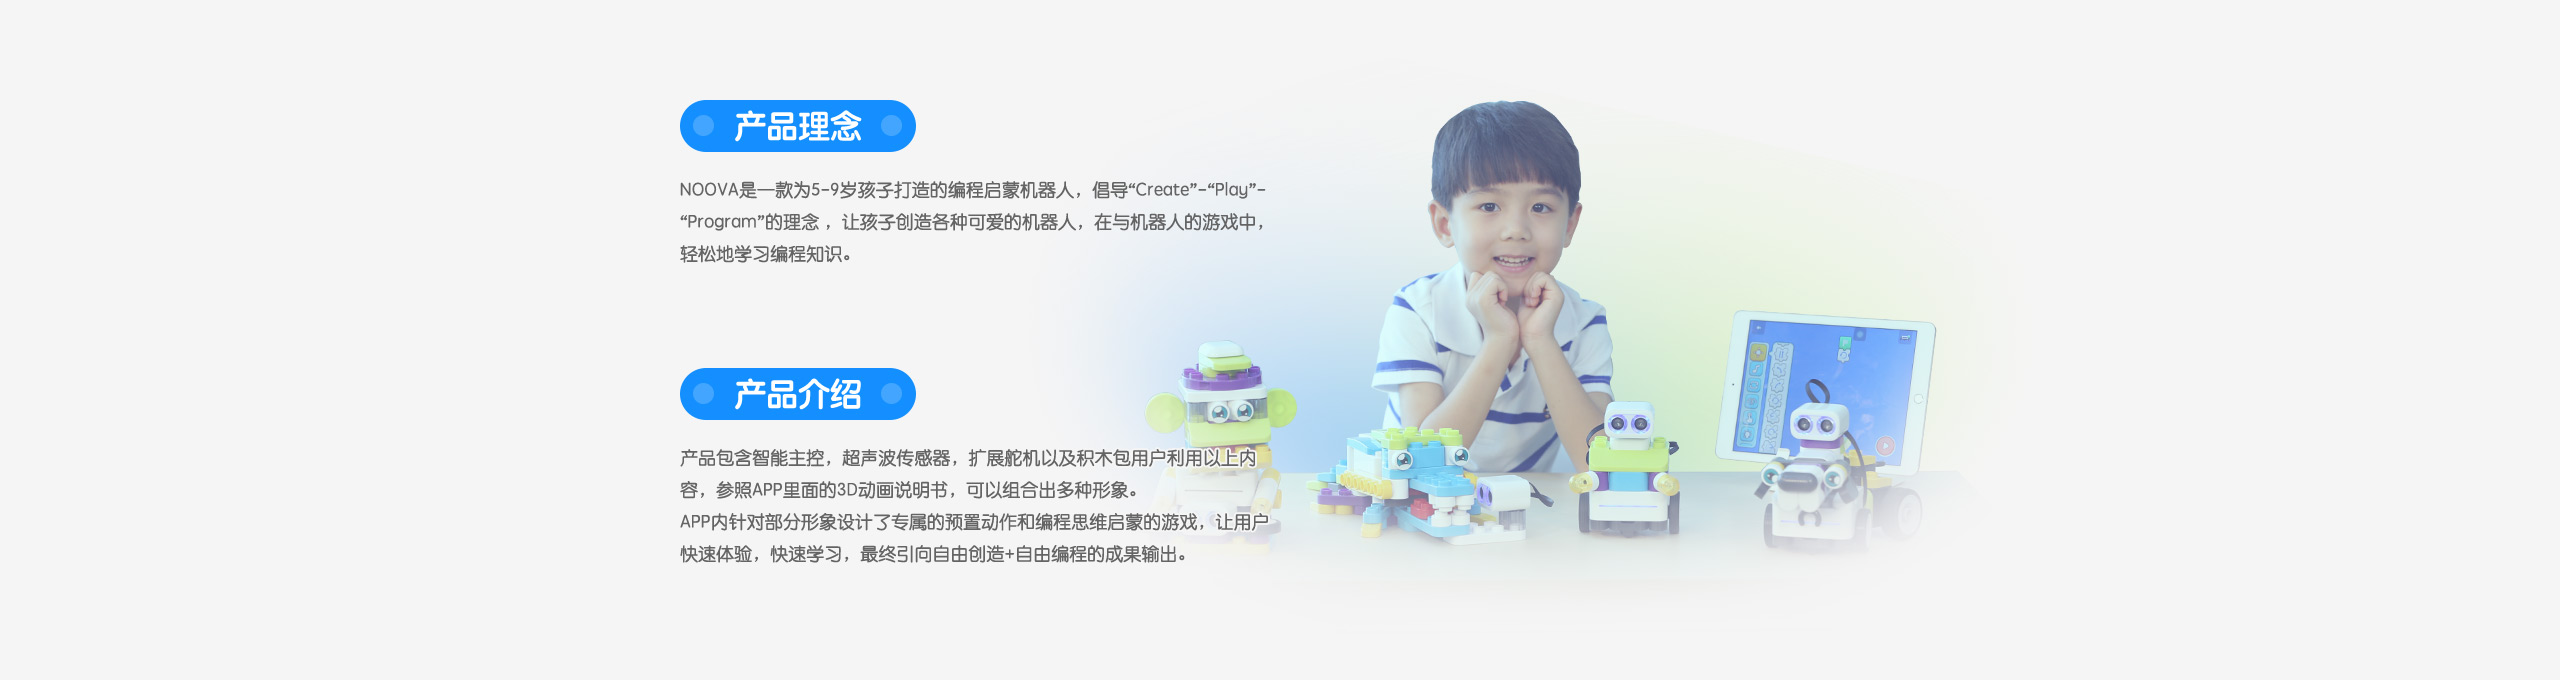 产品理念
NOOVA是一款为5-9岁孩子打造的编程启蒙机器人，倡导“Create”-“Play”-
“Program”的理念 ，让孩子创造各种可爱的机器人，在与机器人的游戏中，
轻松地学习编程知识。
产品介绍
产品包含智能主控，超声波传感器，扩展舵机以及积木包用户利用以上内
容，参照APP里面的3D动画说明书，可以组合出多种形象。
APP内针对部分形象设计了专属的预置动作和编程思维启蒙的游戏，让用户
快速体验，快速学习，最终引向自由创造+自由编程的成果输出。